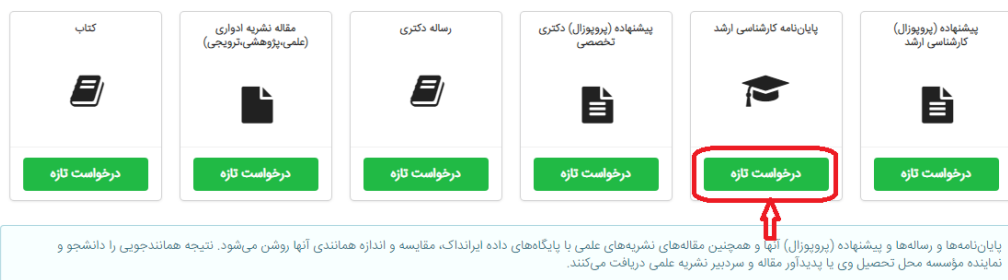 پیشنهاده (پروپوزال)
کارشناسی ارشد
درخواست تازه
پایان‌نامه کارشناسی ارشد
درخواست تازه
پیشنهاده (پروپوزال) دکتری
تخصصی
درخواست تازه
رساله دکتری
درخواست تازه
مقاله نشریه ادواری
(علمی،پژوهشی،ترویجی)
درخواست تازه
کتاب
درخواست تازه
پایان‌نامه‌ها و رساله‌ها و پیشنهاده (پروپوزال) آنها و همچنین مقاله‌های نشریه‌های علمی با پایگاه‌های داده ایرانداک، مقایسه و اندازه همانندی آنها روشن می‌شود. نتیجه همانندجویی را دانشجو و
نماینده مؤسسه محل تحصیل وی یا پدیدآور مقاله و سردبیر نشریه علمی دریافت می‌کنند.